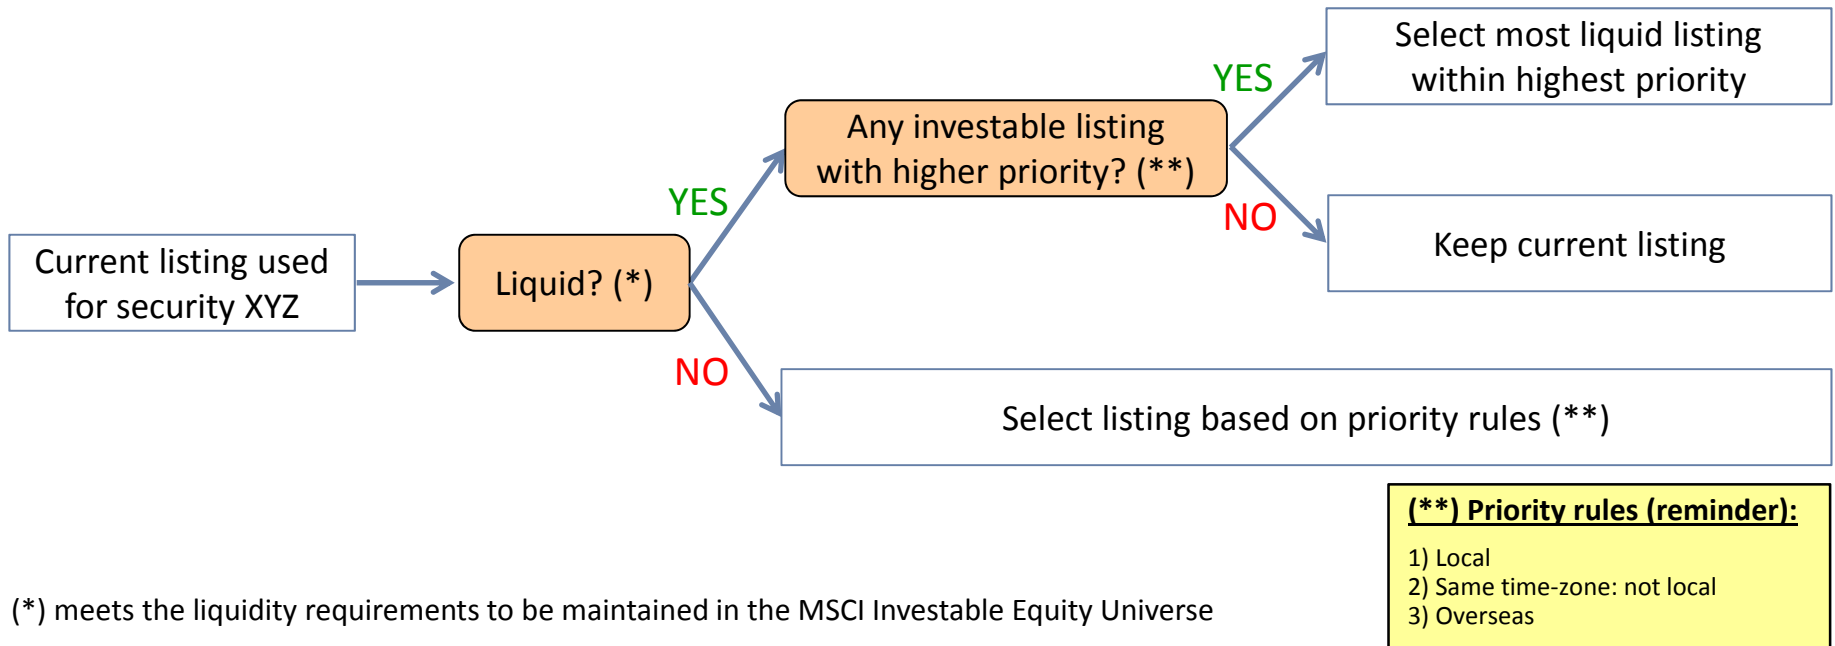 Select most liquid listing
within highest priority
YES
Any investable listing
with higher priority? (**)
YES
NO
Keep current listing
Current listing used
for security XYZ
Liquid? (*)
NO
Select listing based on priority rules (**)
(**) Priority rules (reminder):
1) Local
2) Same time-zone: not local
3) Overseas
(*) meets the liquidity requirements to be maintained in the MSCI Investable Equity Universe